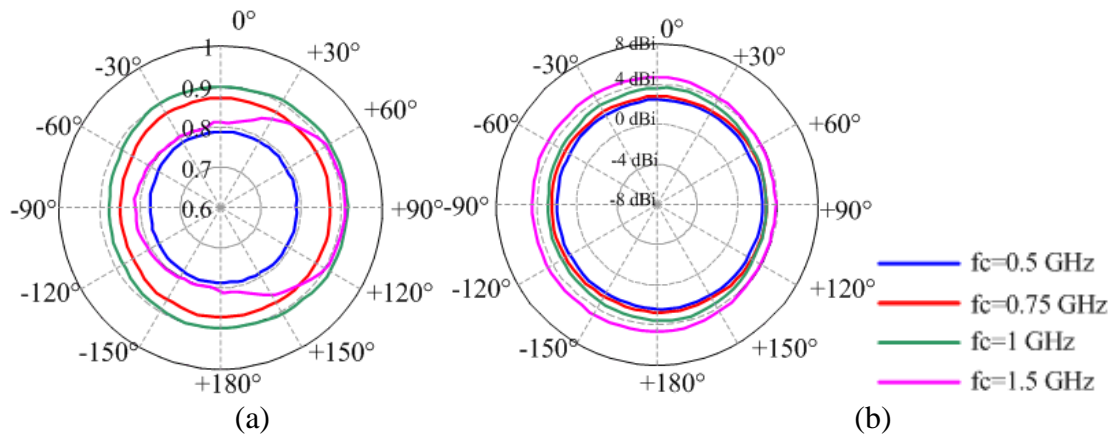 0°
+30°
+60°
+90°
+120°
+150°
+180°
-150°
-120°
-90°
-60°
-30°
1
0.9
0.8
0.7
0.6
(a)
0°
+30°
+60°
+90°
+120°
+150°
+180°
-150°
-120°
-90°
-60°
-30°
8 dBi
4 dBi
0 dBi
-4 dBi
-8 dBi
(b)
fc=0.5 GHz
fc=0.75 GHz
fc=1 GHz
fc=1.5 GHz